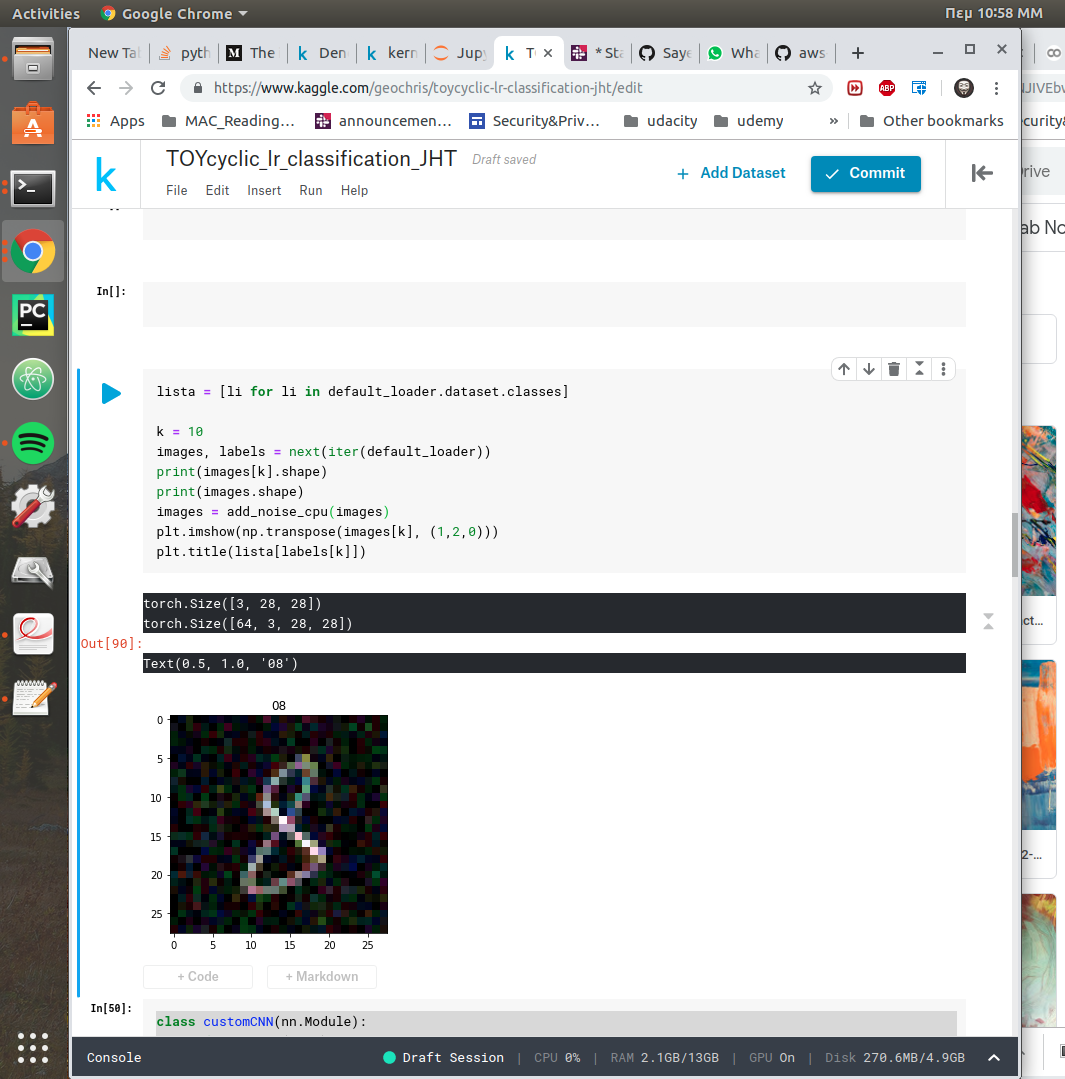 Activities
Google Chrome
Πεμ 10:58 ΜΜ
New Ta
pyth
The
Den
kern
Jup
T
* Sta
Saye
Wha
aws
https://www.kaggle.com/geochris/toycyclic-lr-classification-jht/edit
ABP
Apps
MAC_Reading...
announcemen...
Security&Priv...
udacity
udemy
»
Other bookmarks
k
TOYcyclic_lr_classification_JHT
Draft saved
File
Edit
Insert
Run
Help
+ Add Dataset
Commit
ab No
In[]:
lista = [li for li in default_loader.dataset.classes]
k = 10
images, labels = next(iter(default_loader))
print(images[k].shape)
print(images.shape)
images = add_noise_cpu(images)
plt.imshow(np.transpose(images[k], (1,2,0)))
plt.title(lista[labels[k]])
torch.Size([3, 28, 28])
torch.Size([64, 3, 28, 28])
Out[90]:
Text(0.5, 1.0, '08')
08
0
5
10
15
20
25
0 5 10 15 20 25
+ Code
+ Markdown
In[50]:
class customCNN(nn.Module):
Console
Draft Session | CPU 0% | RAM 2.1GB/13GB | GPU On | Disk 270.6MB/4.9GB
PC
ect...
2-...